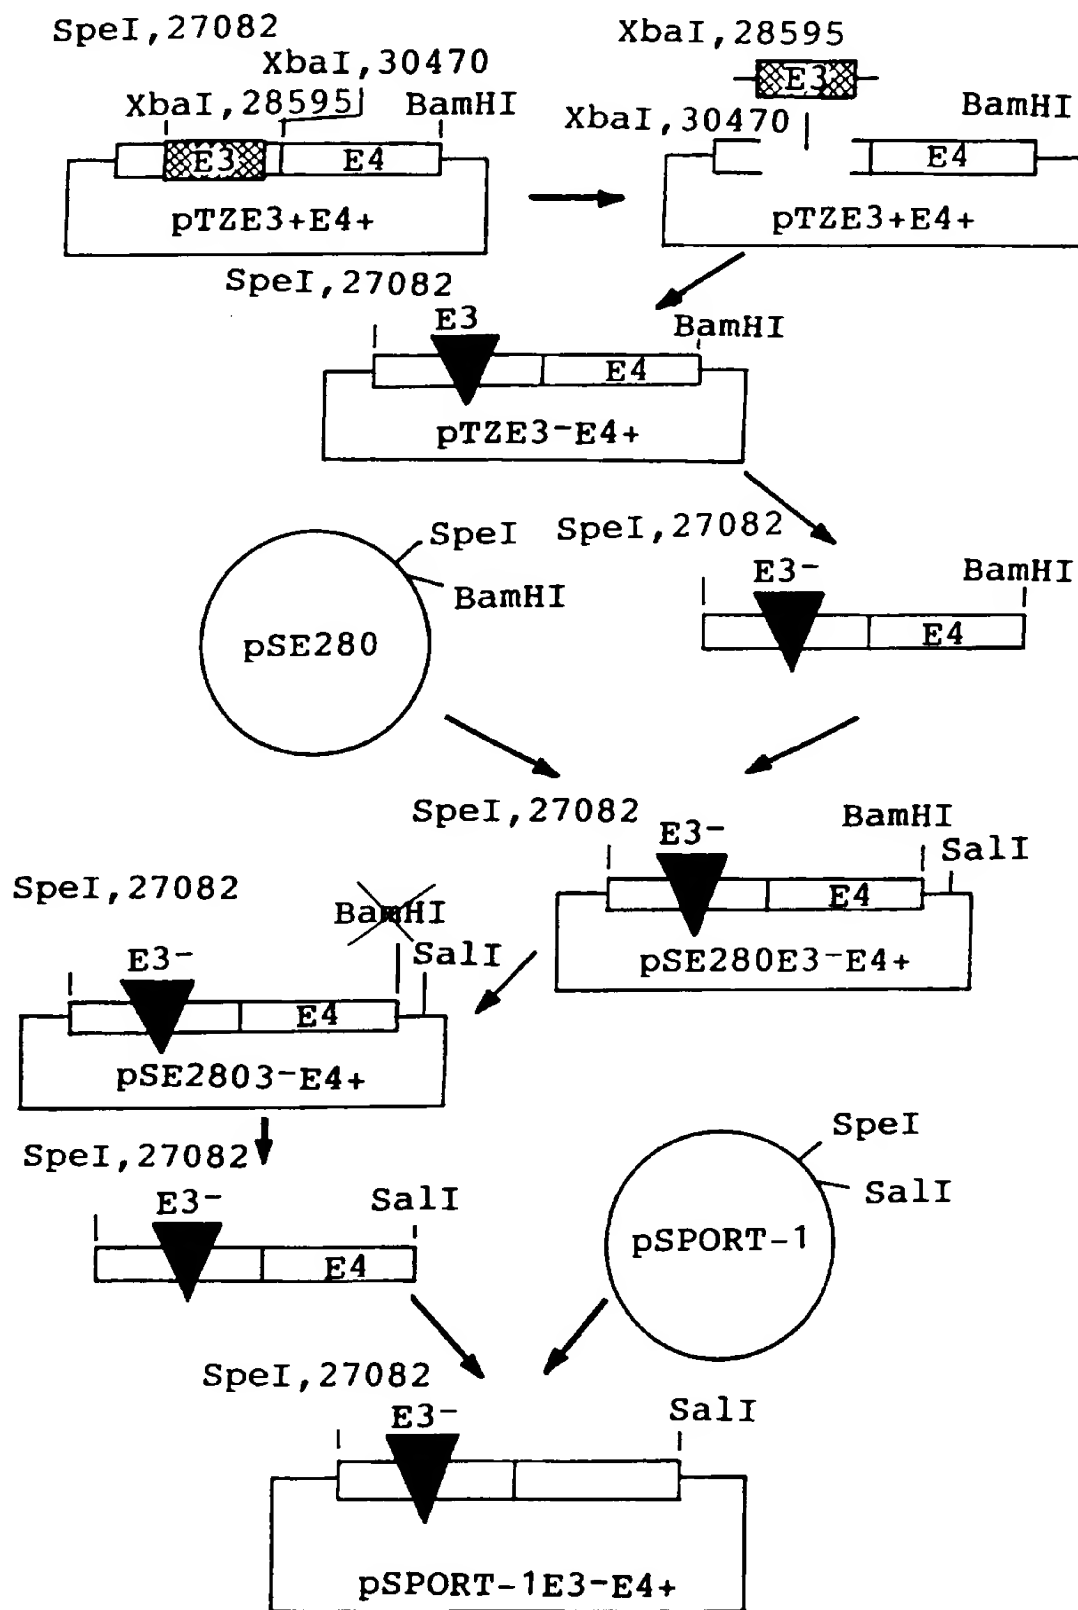 SpeI,27082
XbaI,30470
XbaI,28595
BamHI
E3
E4
pTZE3+E4+
XbaI,28595
E3
XbaI,30470
BamHI
E4
pTZE3+E4+
SpeI,27082
E3
BamHI
E4
pTZE3-E4+
SpeI
BamHI
pSE280
SpeI,27082
E3-
BamHI
E4
SpeI,27082
E3-
BamHI
SalI
E4
pSE280E3-E4+
SpeI,27082
BamHI
E3-
SalI
E4
pSE2803-E4+
SpeI,27082
E3-
SalI
E4
SpeI
SalI
pSPORT-1
SpeI,27082
E3-
SalI
pSPORT-1E3-E4+